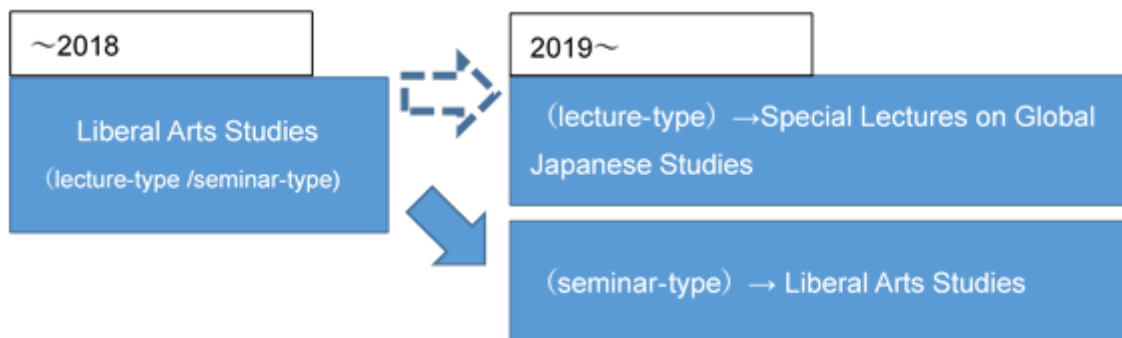 ～2018
Liberal Arts Studies
（lecture-type /seminar-type)
2019～
（lecture-type）→Special Lectures on Global
Japanese Studies
（seminar-type）→ Liberal Arts Studies